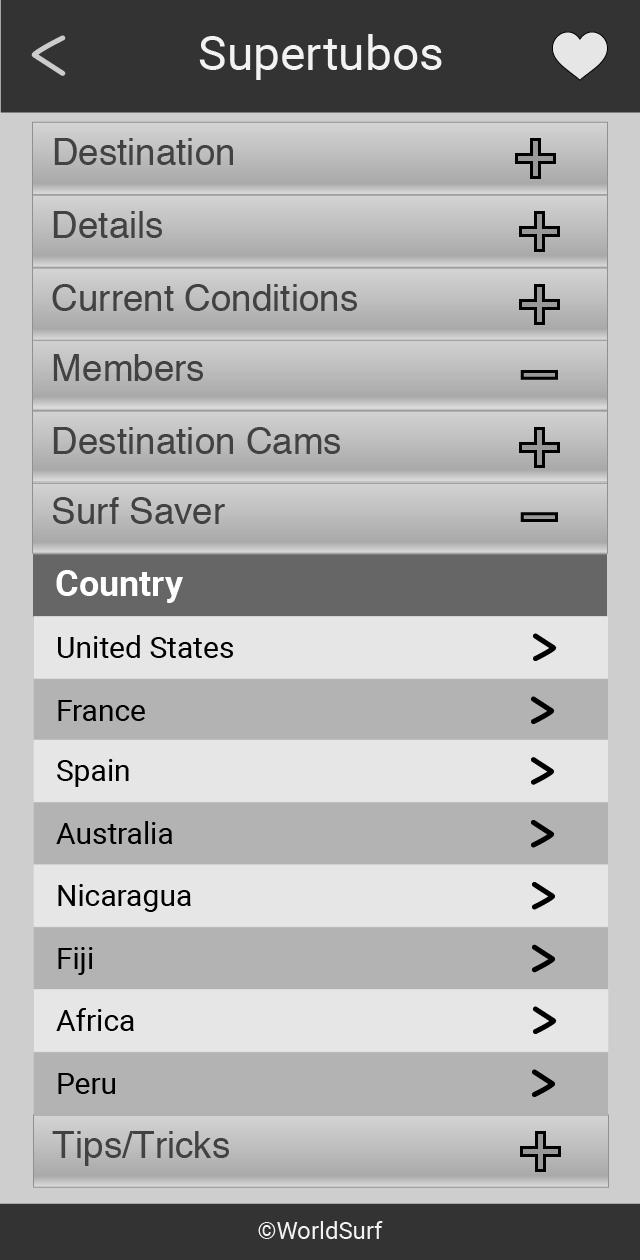 Supertubos
Destination
Details
Current Conditions
Members
Destination Cams
Surf Saver
Country
United States
France
Spain
Australia
Nicaragua
Fiji
Africa
Peru
Tips/Tricks
©WorldSurf